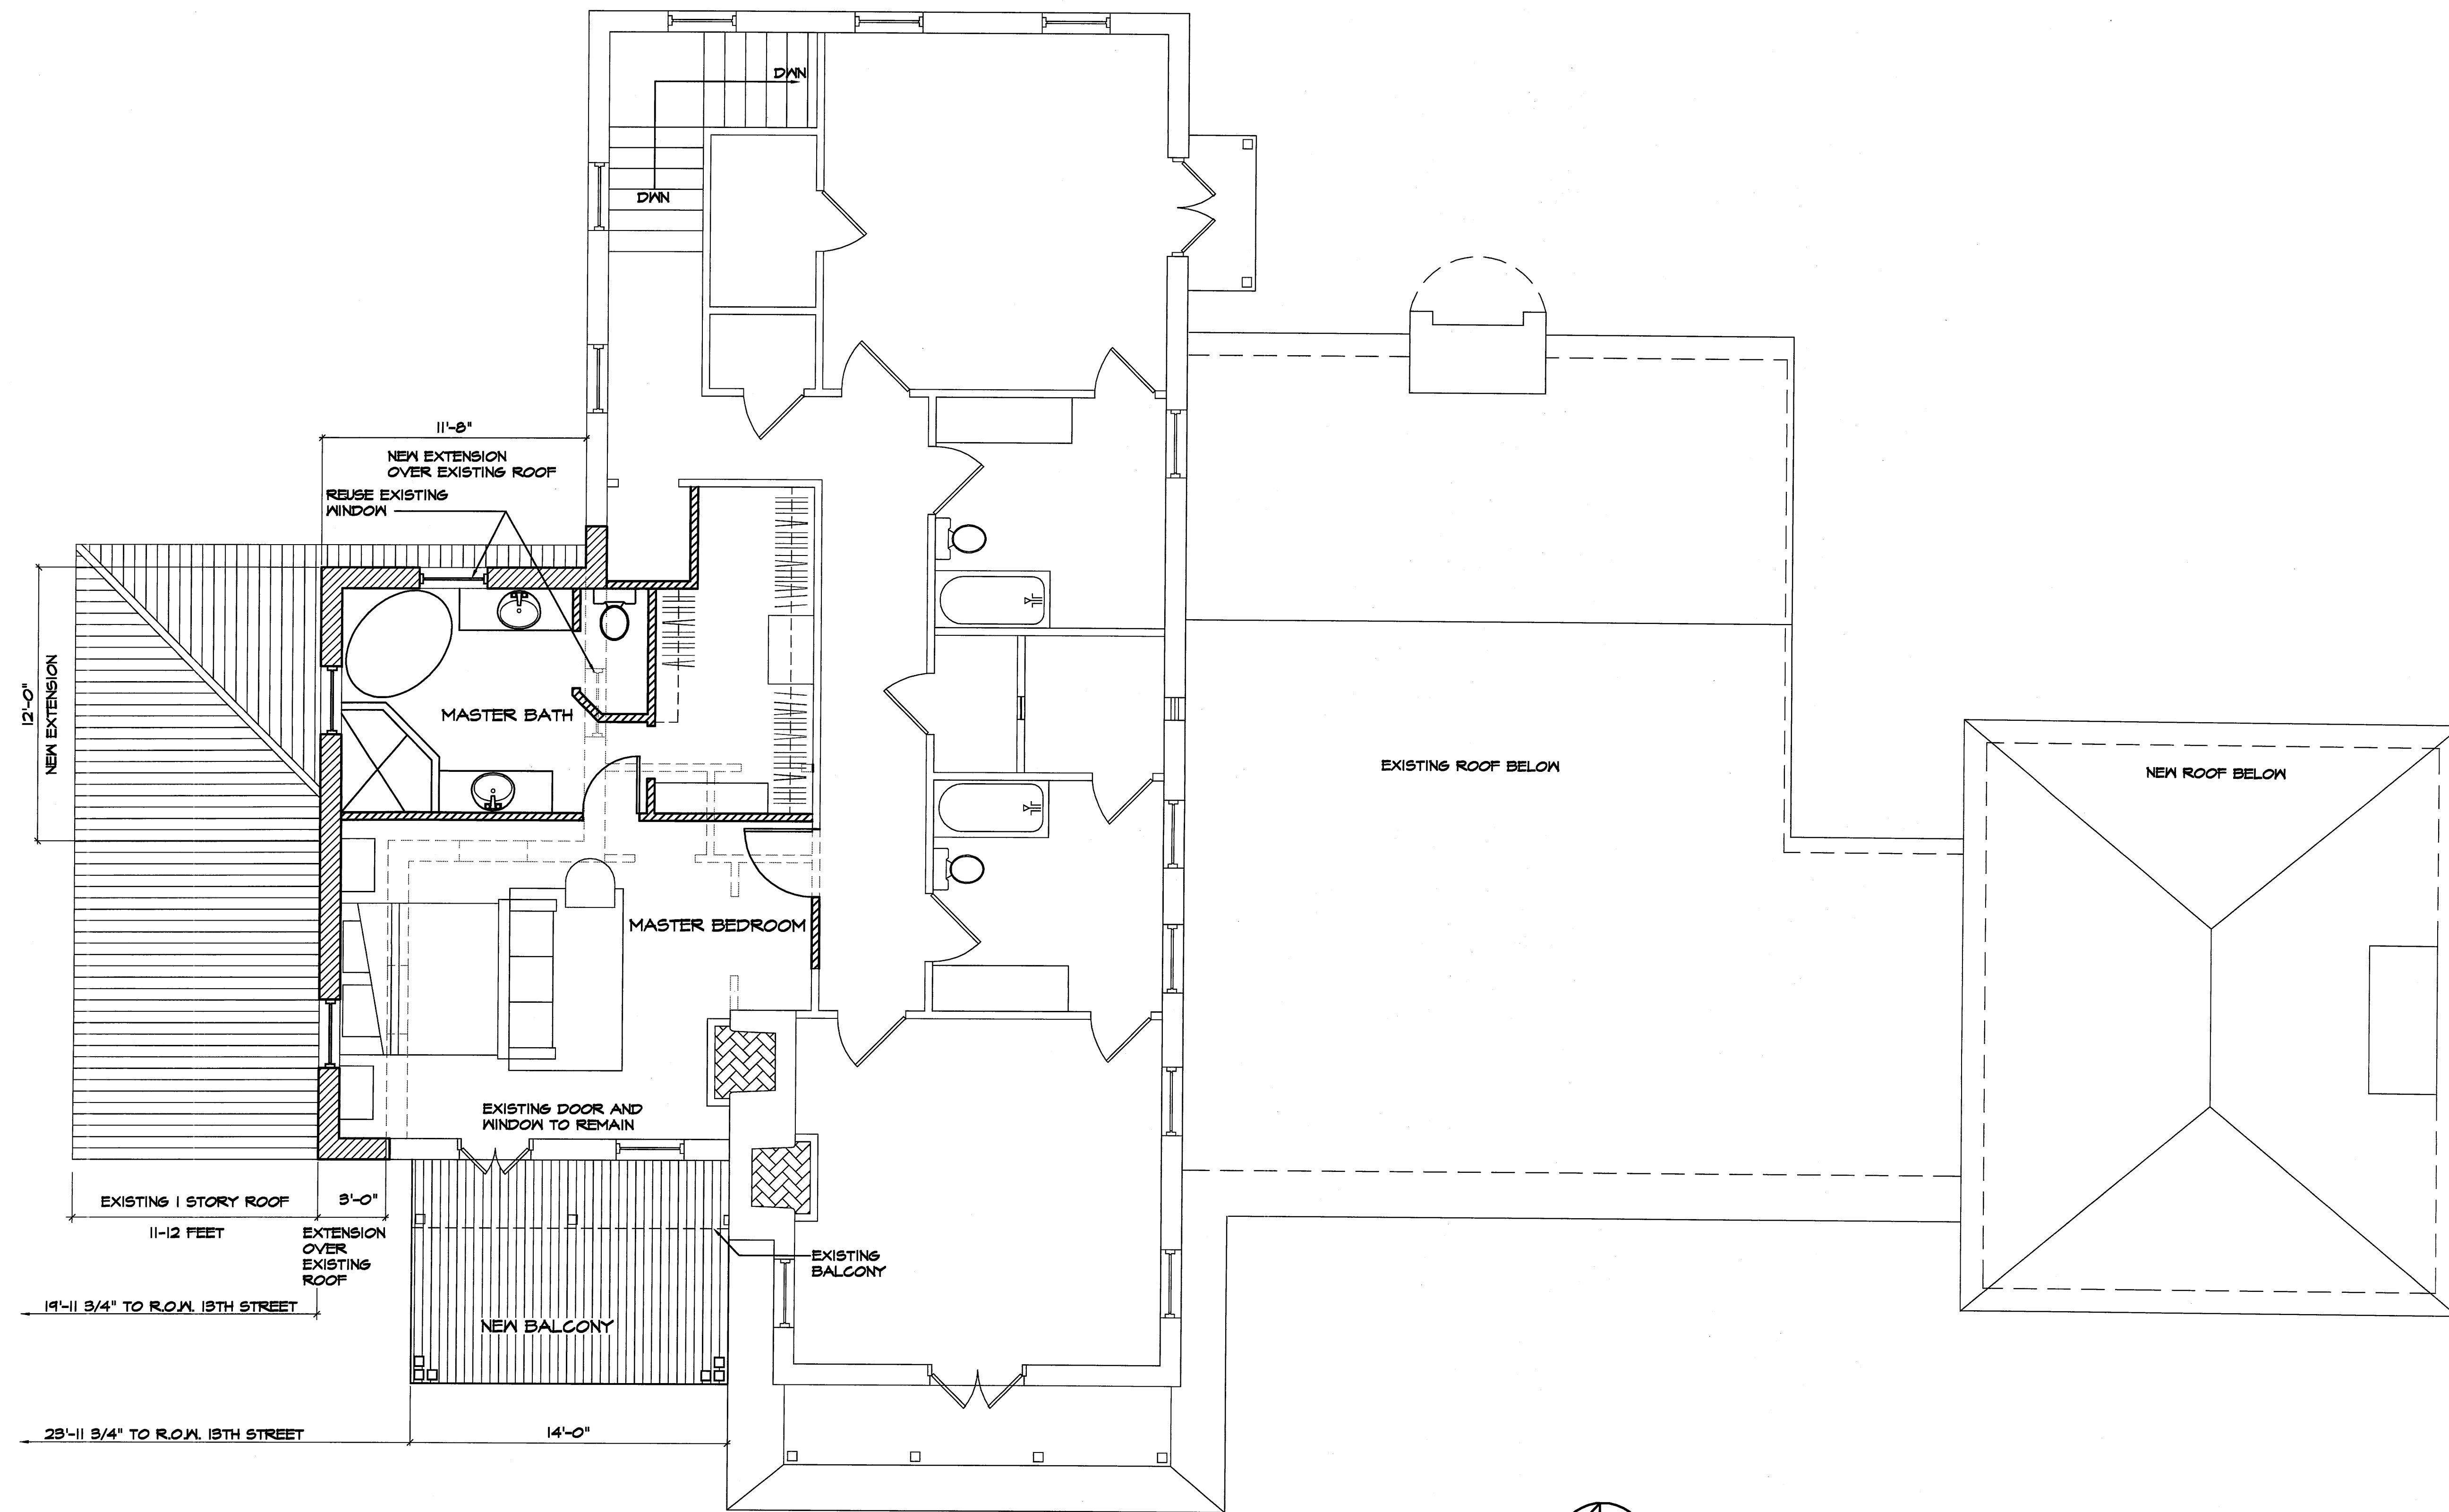 DWN
DWN
11'-8"
NEW EXTENSION
OVER EXISTING ROOF
REUSE EXISTING
WINDOW
12'-0"
NEW EXTENSION
MASTER BATH
EXISTING ROOF BELOW
NEW ROOF BELOW
MASTER BEDROOM
EXISTING DOOR AND
WINDOW TO REMAIN
EXISTING 1 STORY ROOF
11-12 FEET
3'-0"
EXTENSION
OVER
EXISTING
ROOF
EXISTING
BALCONY
19'-11 3/4" TO R.O.W. 13TH STREET
NEW BALCONY
23'-11 3/4" TO R.O.W. 13TH STREET
14'-0"